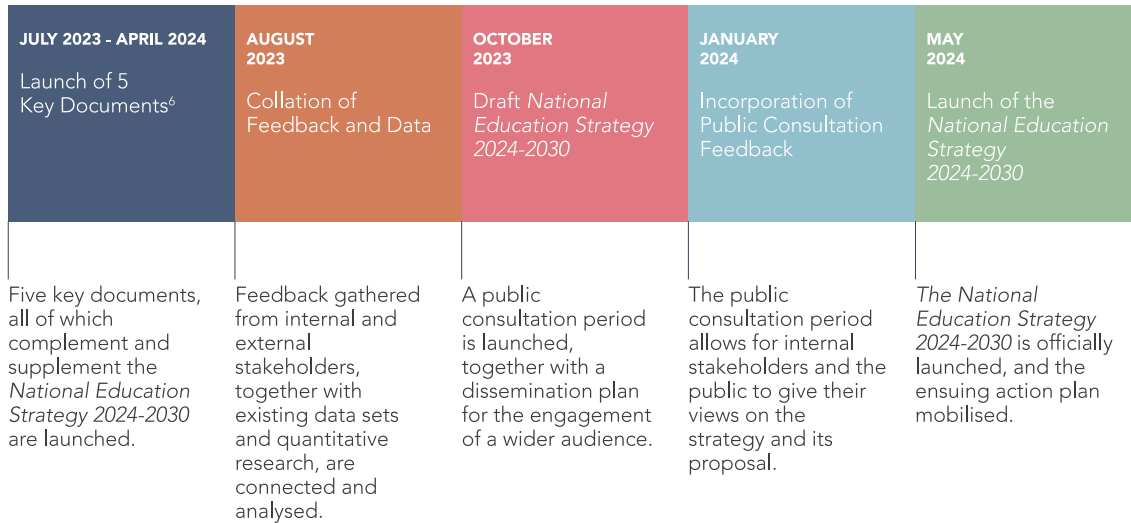 JULY 2023 - APRIL 2024
Launch of 5
Key Documents⁶
AUGUST
2023
Collation of
Feedback and Data
OCTOBER
2023
Draft National
Education Strategy
2024-2030
JANUARY
2024
Incorporation of
Public Consultation
Feedback
MAY
2024
Launch of the
National Education
Strategy
2024-2030
Five key documents,
all of which
complement and
supplement the
National Education
Strategy 2024-2030
are launched.
Feedback gathered
from internal and
external
stakeholders,
together with
existing data sets
and quantitative
research, are
connected and
analysed.
A public
consultation period
is launched,
together with a
dissemination plan
for the engagement
of a wider audience.
The public
consultation period
allows for internal
stakeholders and the
public to give their
views on the
strategy and its
proposal.
The National
Education Strategy
2024-2030 is officially
launched, and the
ensuing action plan
mobilised.